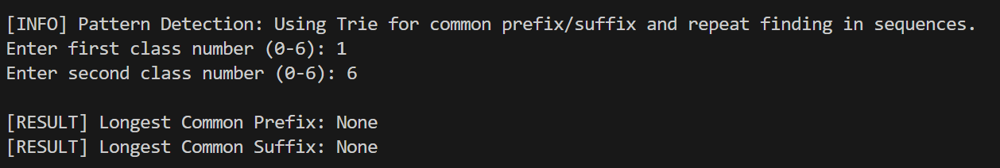 [INFO] Pattern Detection: Using Trie for common prefix/suffix and repeat finding in sequences.
Enter first class number (0-6): 1
Enter second class number (0-6): 6
[RESULT] Longest Common Prefix: None
[RESULT] Longest Common Suffix: None